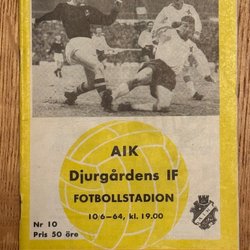 AIK
Djurgårdens IF
FOTBOLLSTADION
10/6-64, kl. 19.00
Nr 10
Pris 50 öre